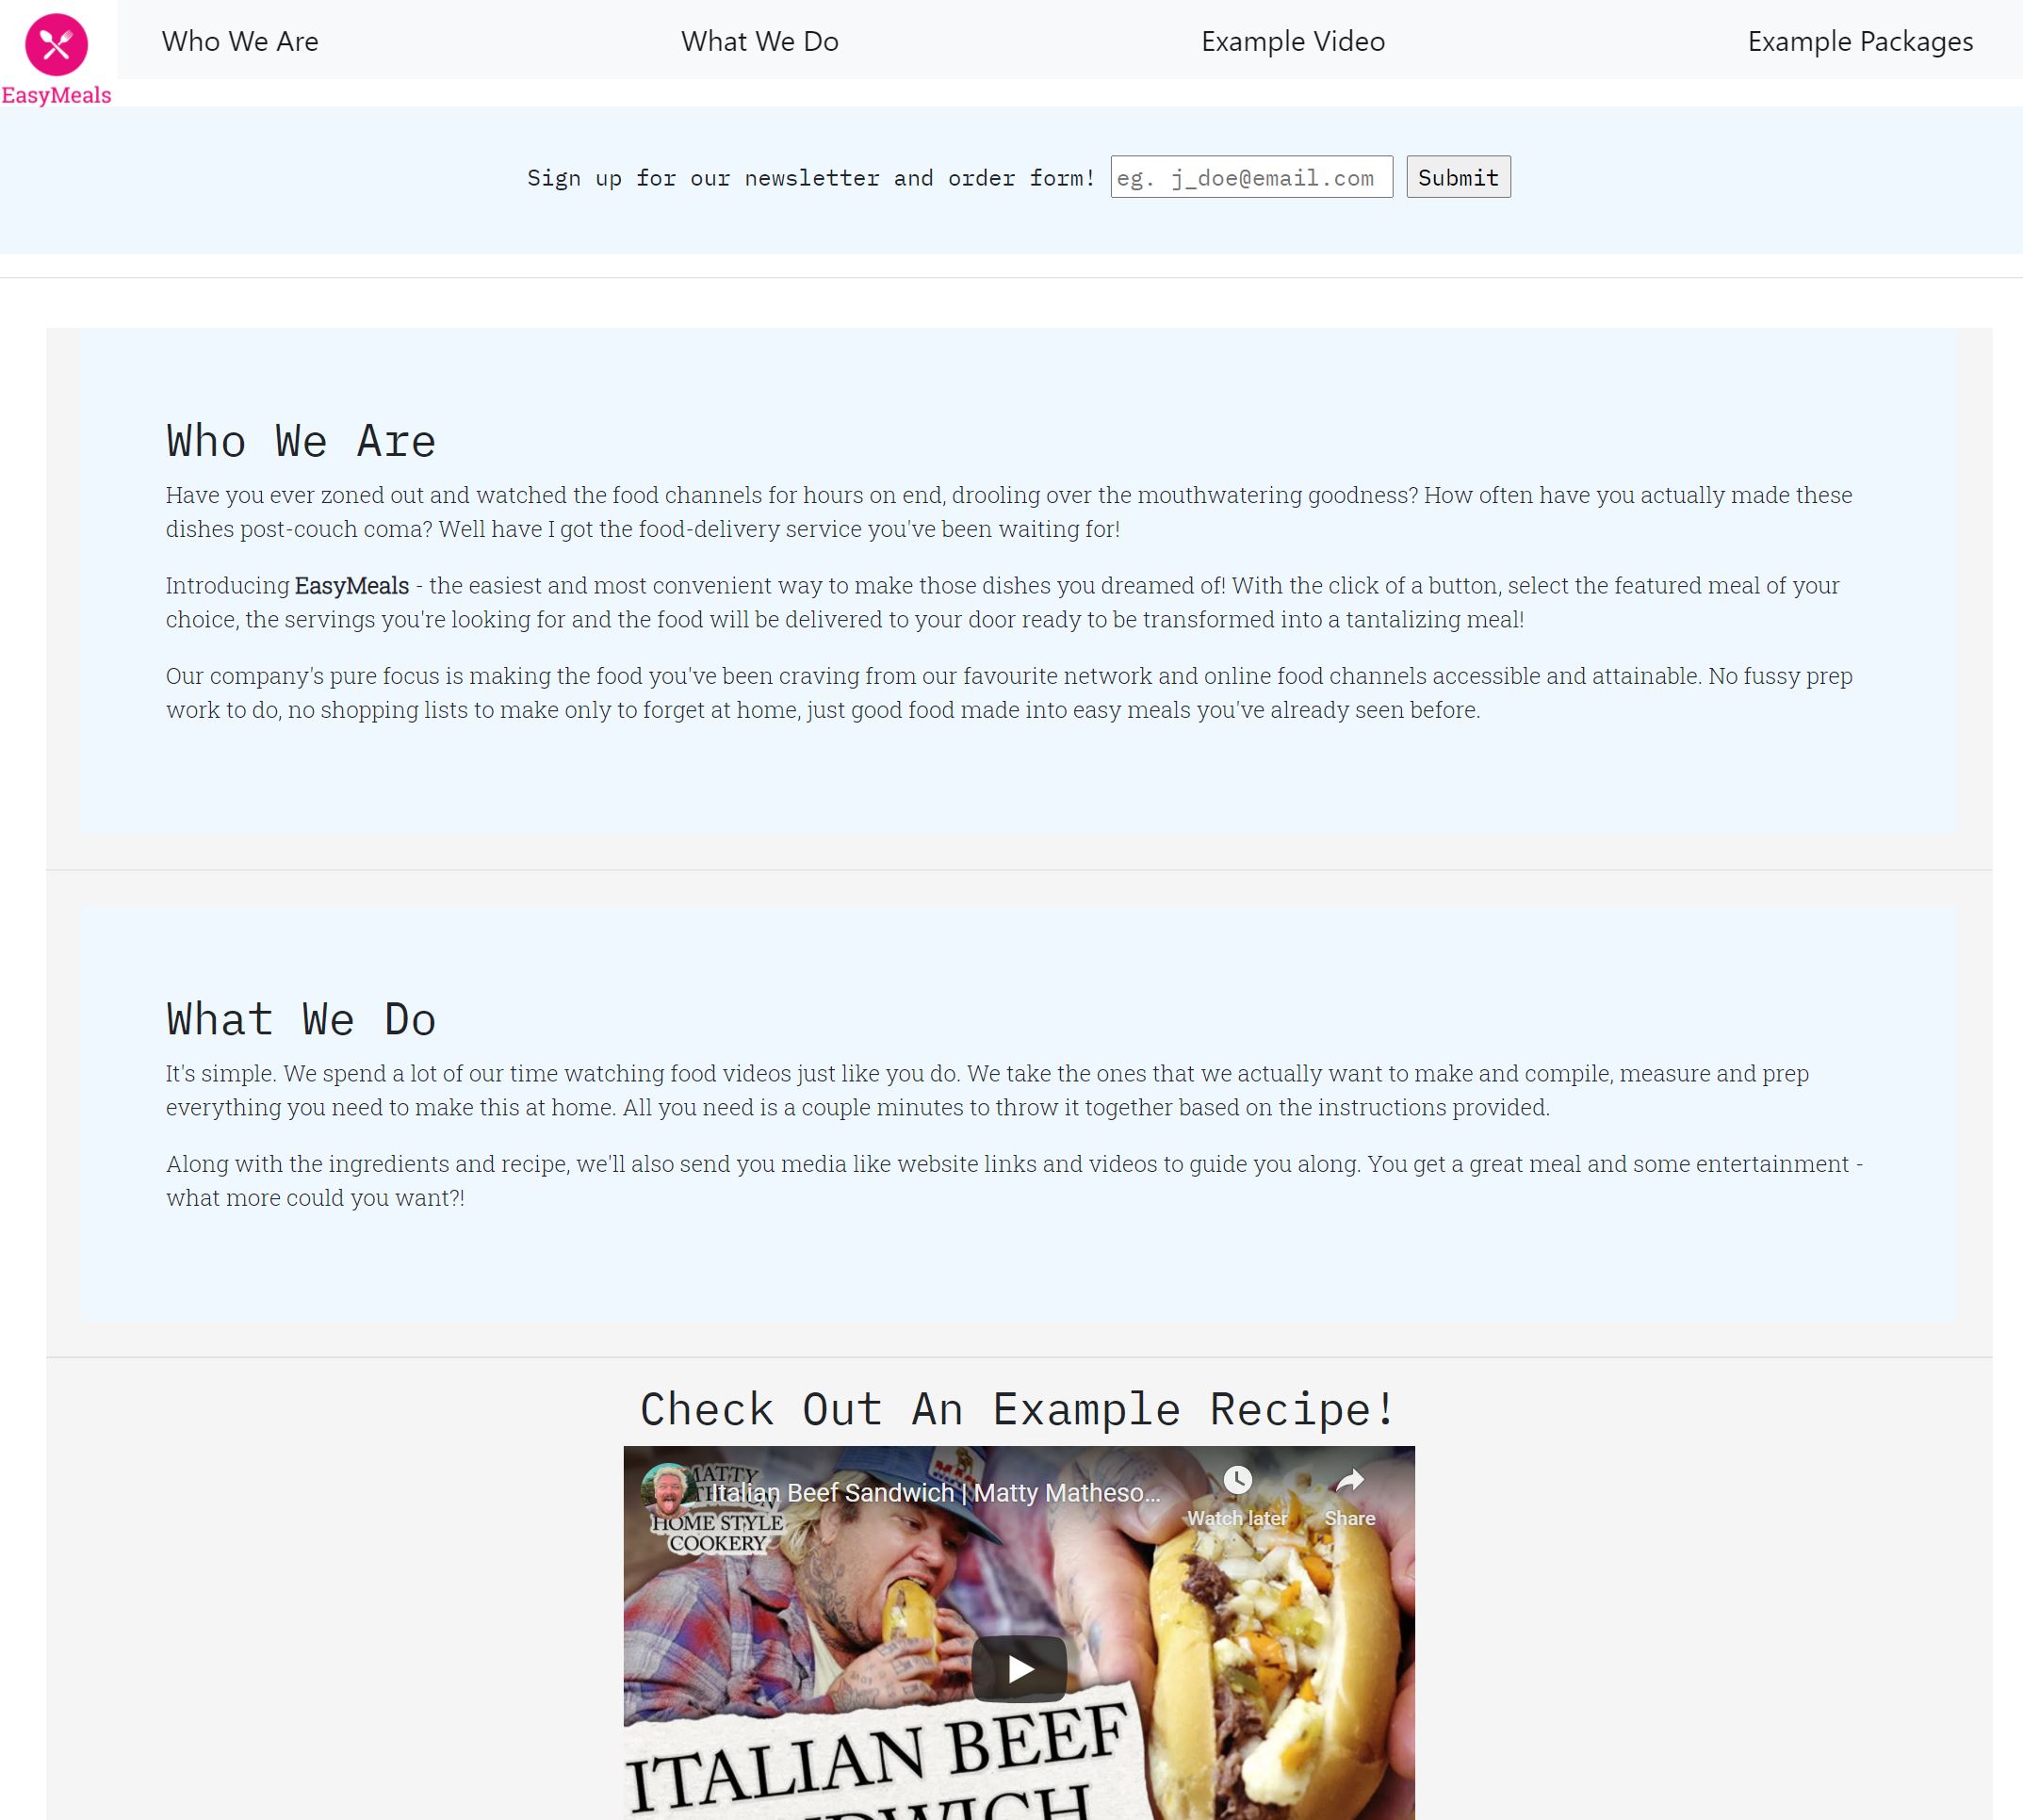 EasyMeals
Who We Are
What We Do
Example Video
Example Packages
Sign up for our newsletter and order form!
eg. j_doe@email.com
Submit
Who We Are
Have you ever zoned out and watched the food channels for hours on end, drooling over the mouthwatering goodness? How often have you actually made these
dishes post-couch coma? Well have I got the food-delivery service you've been waiting for!
Introducing EasyMeals - the easiest and most convenient way to make those dishes you dreamed of! With the click of a button, select the featured meal of your
choice, the servings you're looking for and the food will be delivered to your door ready to be transformed into a tantalizing meal!
Our company's pure focus is making the food you've been craving from our favourite network and online food channels accessible and attainable. No fussy prep
work to do, no shopping lists to make only to forget at home, just good food made into easy meals you've already seen before.
What We Do
It's simple. We spend a lot of our time watching food videos just like you do. We take the ones that we actually want to make and compile, measure and prep
everything you need to make this at home. All you need is a couple minutes to throw it together based on the instructions provided.
Along with the ingredients and recipe, we'll also send you media like website links and videos to guide you along. You get a great meal and some entertainment -
what more could you want?!
Check Out An Example Recipe!
MATTY
Italian Beef Sandwich | Matty Matheso...
Watch later
Share
HOME STYLE
COOKERY
ITALIAN BEEF